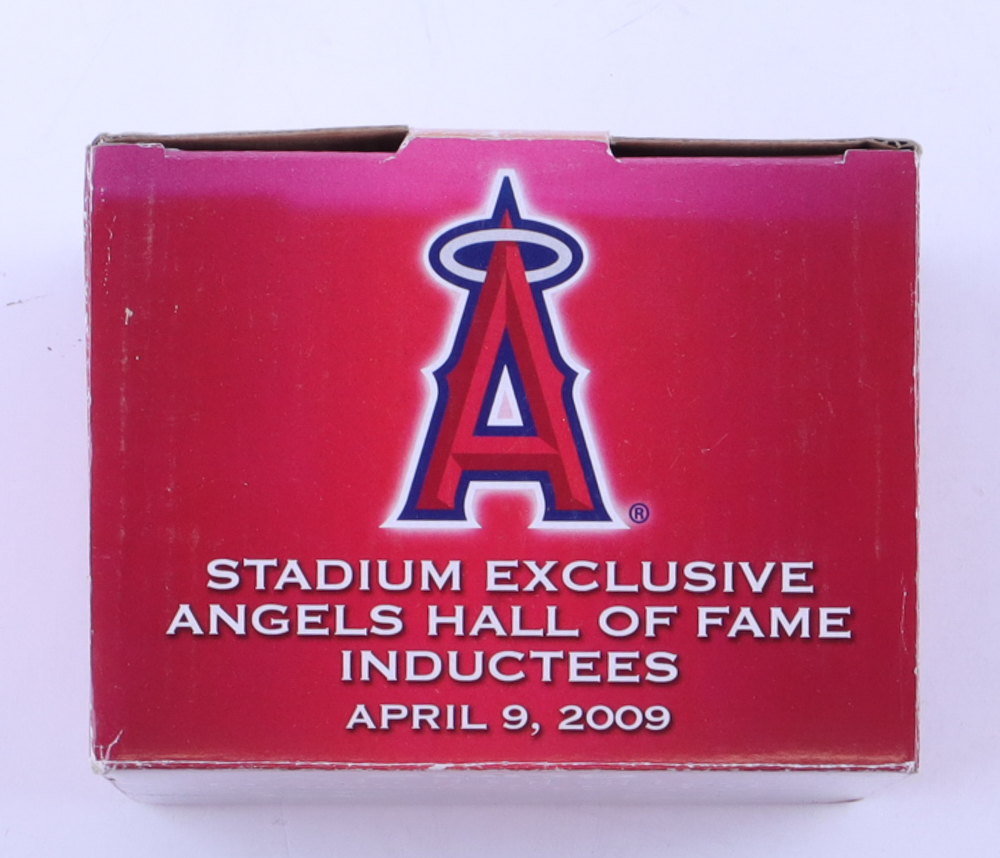 A ®
STADIUM EXCLUSIVE
ANGELS HALL OF FAME
INDUCTEES
APRIL 9, 2009